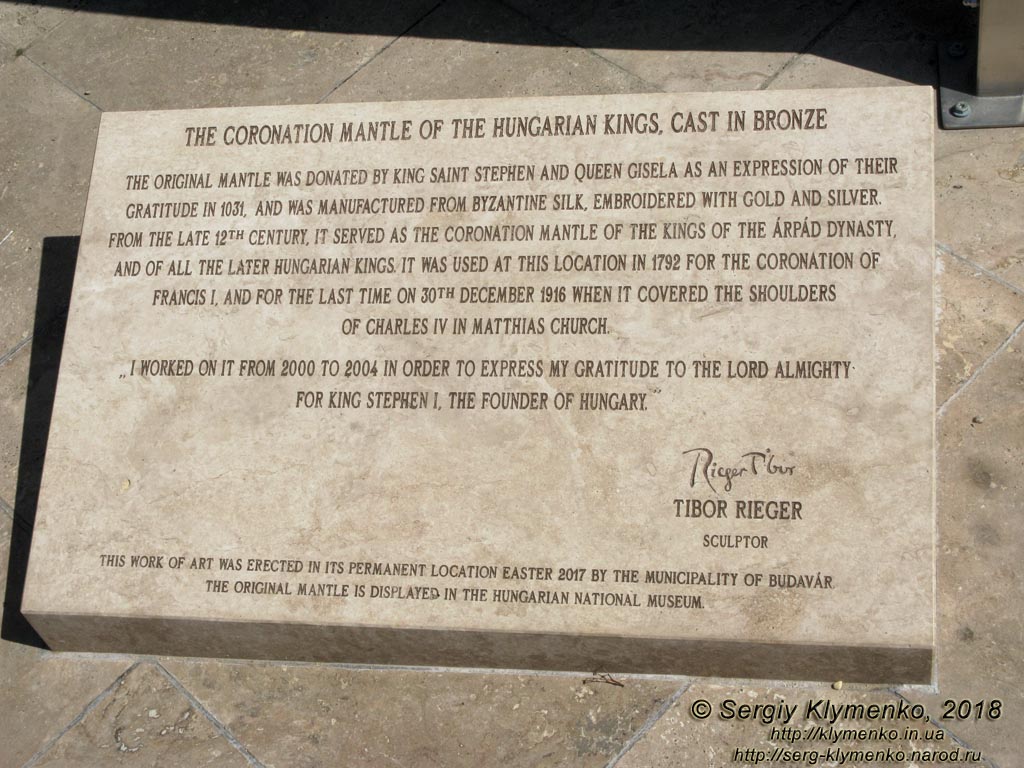 THE CORONATION MANTLE OF THE HUNGARIAN KINGS, CAST IN BRONZE
THE ORIGINAL MANTLE WAS DONATED BY KING SAINT STEPHEN AND QUEEN GISELA AS AN EXPRESSION OF THEIR
GRATITUDE IN 1031, AND WAS MANUFACTURED FROM BYZANTINE SILK, EMBROIDERED WITH GOLD AND SILVER.
FROM THE LATE 12TH CENTURY, IT SERVED AS THE CORONATION MANTLE OF THE KINGS OF THE ÁRPÁD DYNASTY,
AND OF ALL THE LATER HUNGARIAN KINGS. IT WAS USED AT THIS LOCATION IN 1792 FOR THE CORONATION OF
FRANCIS I, AND FOR THE LAST TIME ON 30TH DECEMBER 1916 WHEN IT COVERED THE SHOULDERS
OF CHARLES IV IN MATTHIAS CHURCH.
„I WORKED ON IT FROM 2000 TO 2004 IN ORDER TO EXPRESS MY GRATITUDE TO THE LORD ALMIGHTY
FOR KING STEPHEN I, THE FOUNDER OF HUNGARY.”
Rieger Tibor
TIBOR RIEGER
SCULPTOR
THIS WORK OF ART WAS ERECTED IN ITS PERMANENT LOCATION EASTER 2017 BY THE MUNICIPALITY OF BUDAVÁR
THE ORIGINAL MANTLE IS DISPLAYED IN THE HUNGARIAN NATIONAL MUSEUM.
© Sergiy Klymenko, 2018
http://klymenko.in.ua
http://serg-klymenko.narod.ru